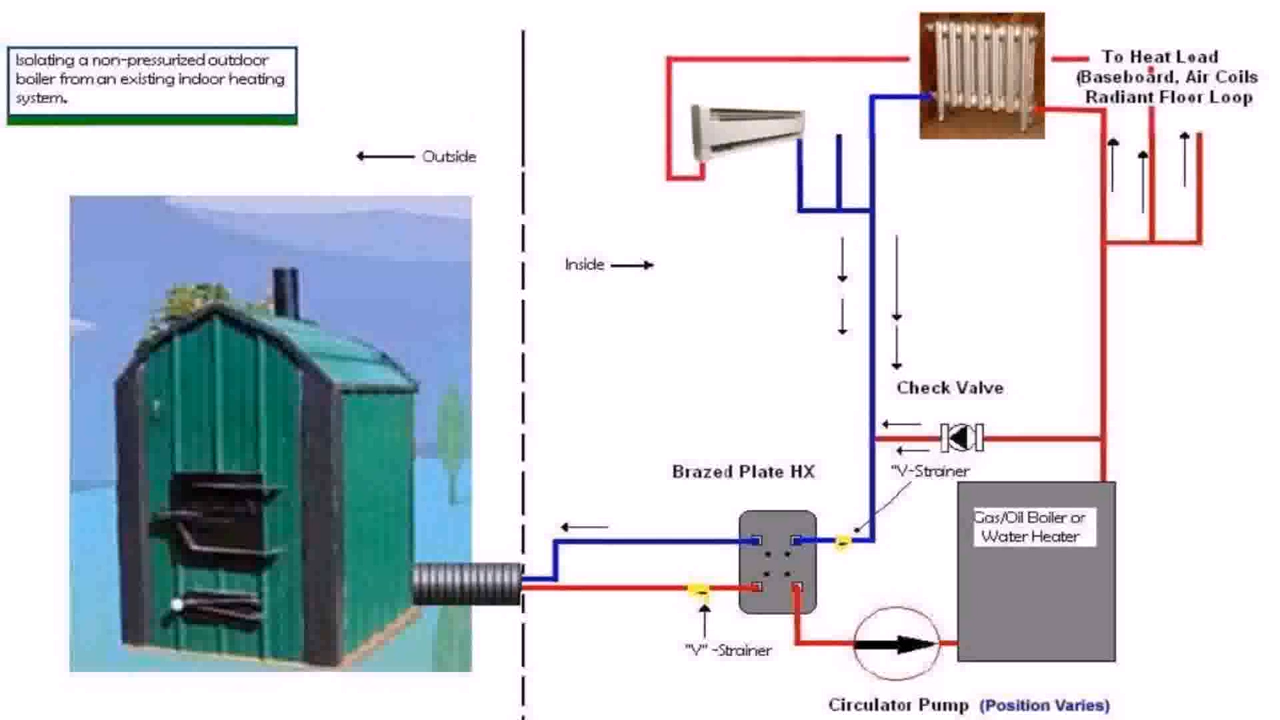 Isolating a non-pressurized outdoor
boiler from an existing indoor heating
system.
Outside
Inside
To Heat Load
(Baseboard, Air Coils
Radiant Floor Loop
Check Valve
"V-Strainer
Brazed Plate HX
Gas/Oil Boiler or
Water Heater
"V" -Strainer
Circulator Pump (Position Varies)